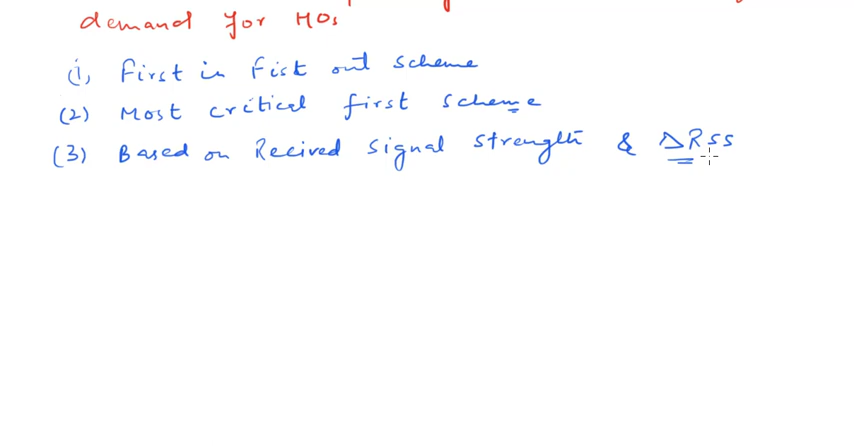 demand for HOs
(1) First in Fist out scheme
(2) Most critical first scheme
(3) Based on Recived signal strength & ΔRss